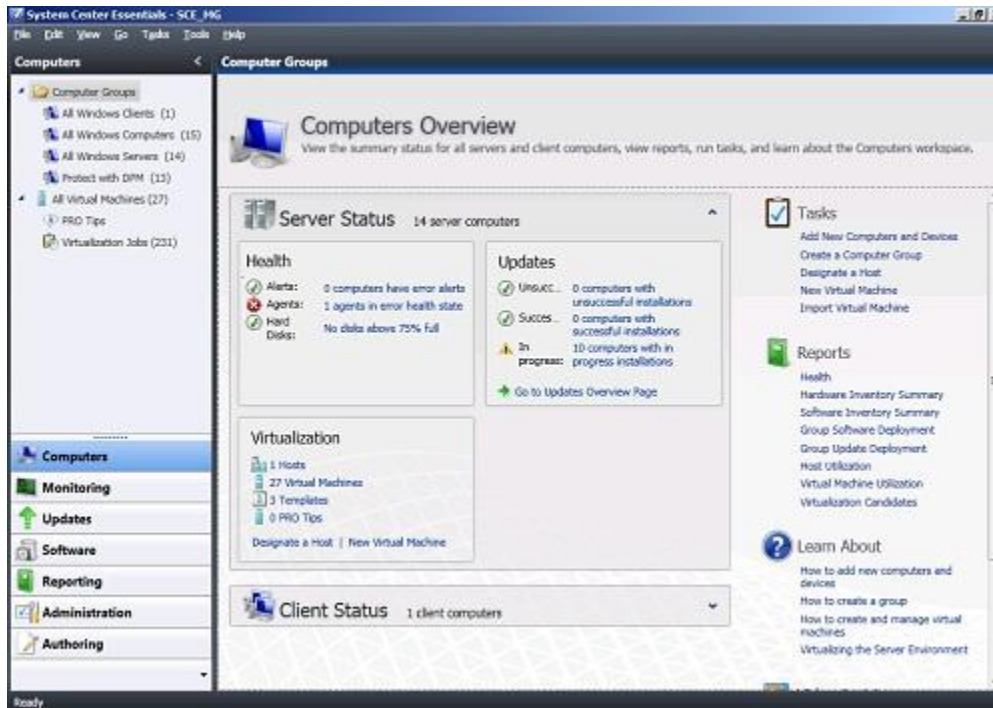 System Center Essentials - SCE_MG
File Edit View Go Tasks Tools Help
Computers <
Computer Groups
All Windows Clients (1)
All Windows Computers (15)
All Windows Servers (14)
Protect with DPM (13)
All Virtual Machines (27)
PRO Tips
Virtualization Jobs (231)
Computers
Monitoring
Updates
Software
Reporting
Administration
Authoring
Ready
Computer Groups
Computers Overview
View the summary status for all servers and client computers, view reports, run tasks, and learn about the Computers workspace.
Server Status 14 server computers
Health
Alerts: 0 computers have error alerts
Agents: 1 agents in error health state
Hard Disks: No disks above 75% full
Updates
Unsucc... 0 computers with unsuccessful installations
Succes... 0 computers with successful installations
In progress: 10 computers with in progress installations
Go to Updates Overview Page
Virtualization
1 Hosts
27 Virtual Machines
3 Templates
0 PRO Tips
Designate a Host | New Virtual Machine
Client Status 1 client computers
Tasks
Add New Computers and Devices
Create a Computer Group
Designate a Host
New Virtual Machine
Import Virtual Machine
Reports
Health
Hardware Inventory Summary
Software Inventory Summary
Group Software Deployment
Group Update Deployment
Host Utilization
Virtual Machine Utilization
Virtualization Candidates
Learn About
How to add new computers and
devices
How to create a group
How to create and manage virtual
machines
Virtualizing the Server Environment